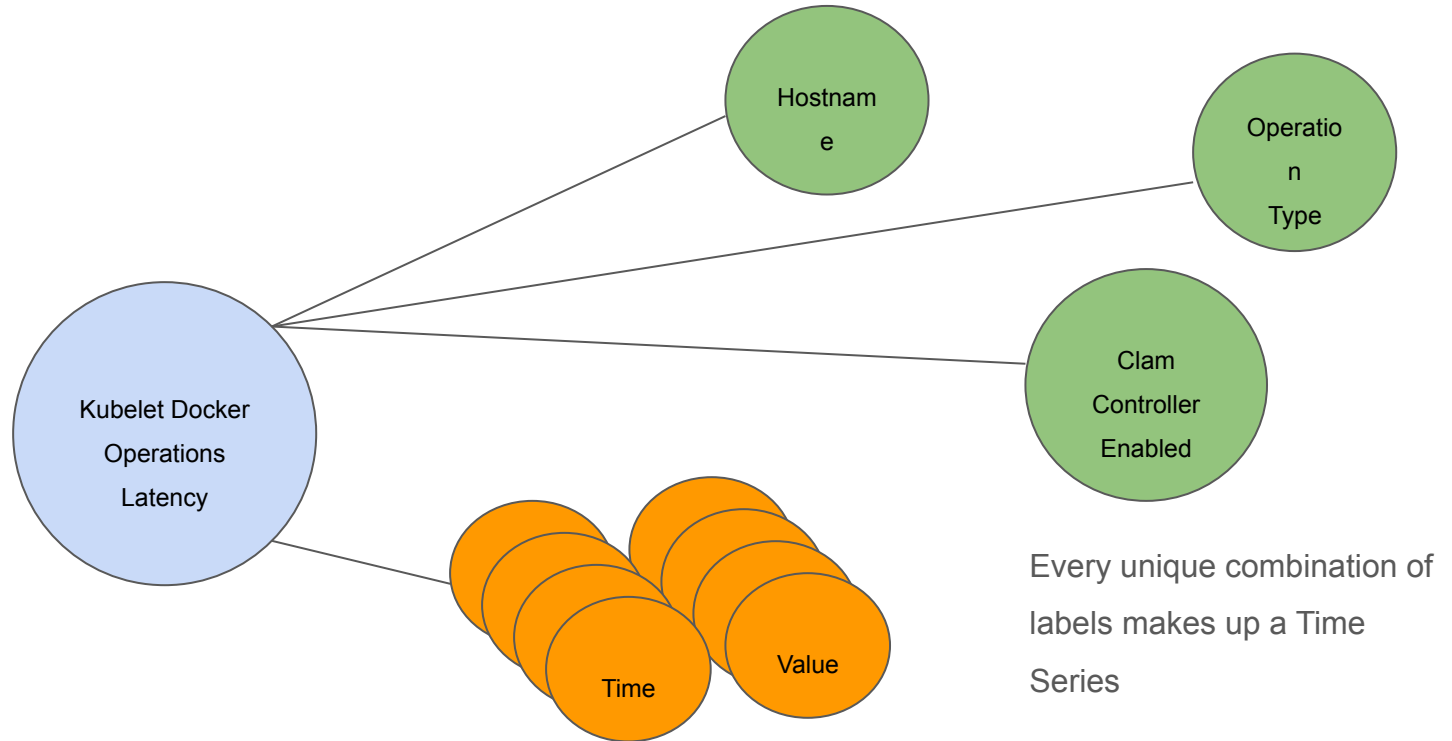 Hostnam
e
Operatio
n
Type
Clam
Controller
Enabled
Kubelet Docker
Operations
Latency
Time
Value
Every unique combination of
labels makes up a Time
Series